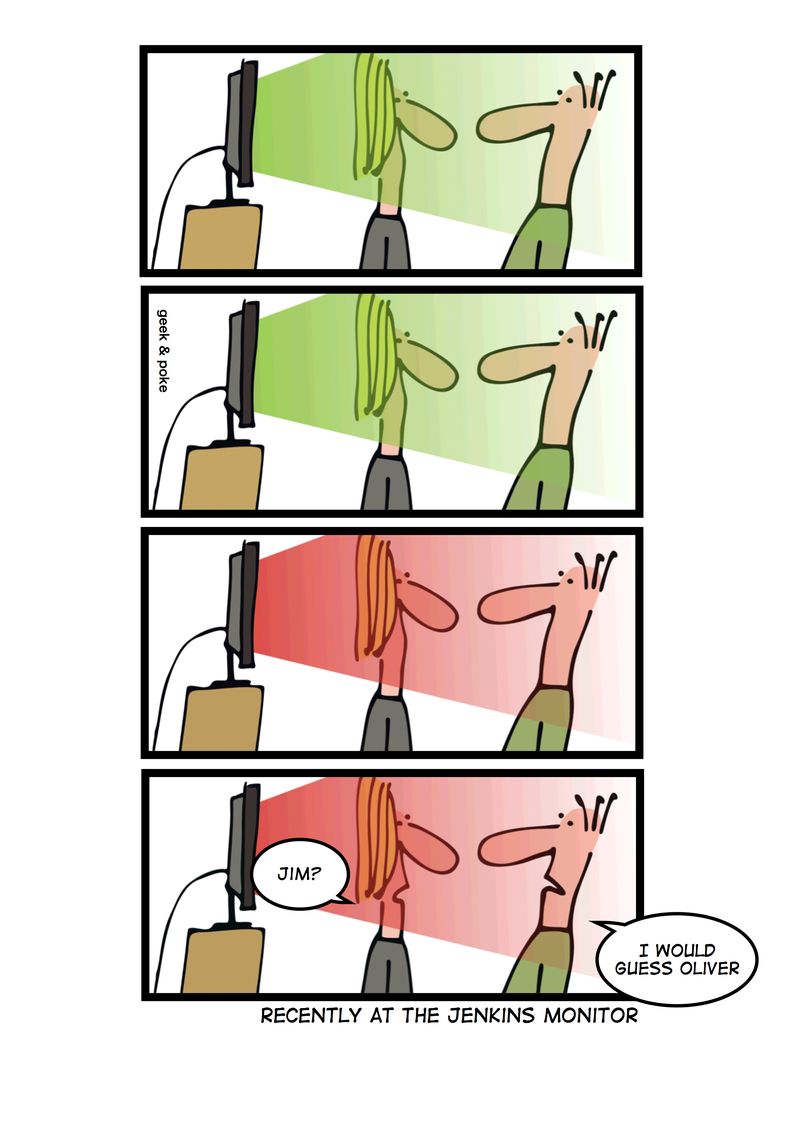 geek & poke
JIM?
I WOULD
GUESS OLIVER
RECENTLY AT THE JENKINS MONITOR